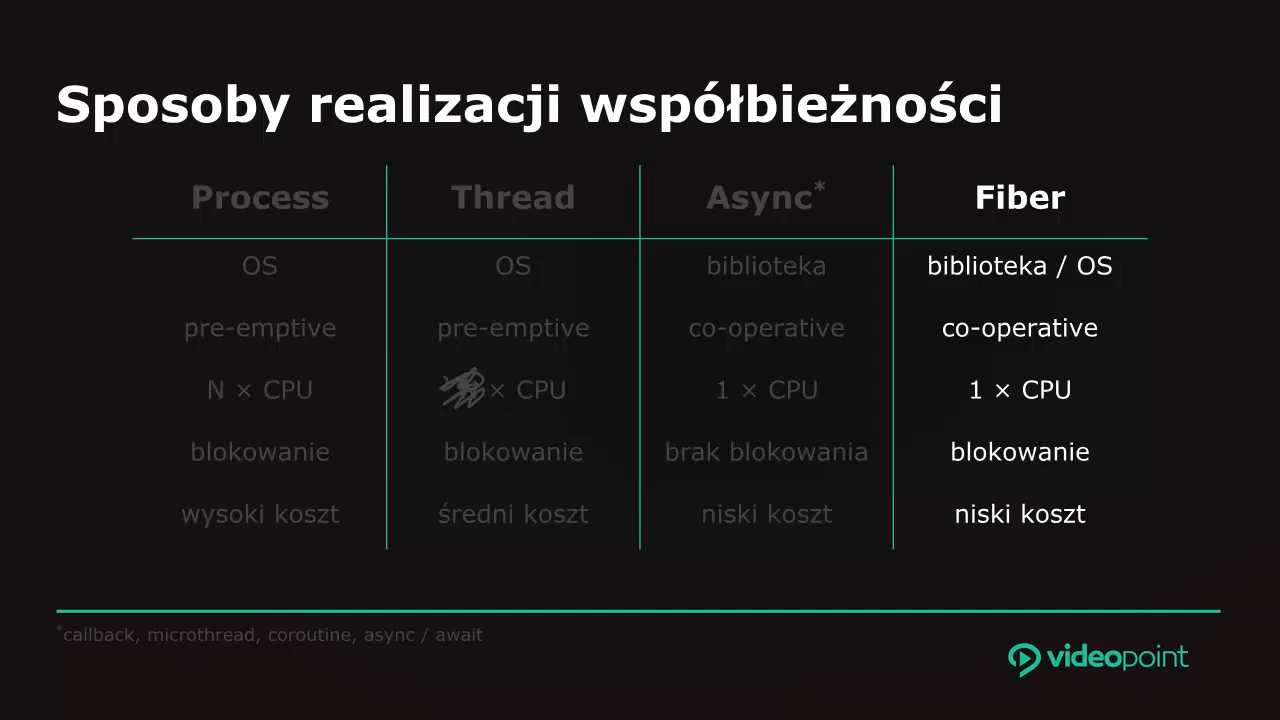 Sposoby realizacji współbieżności
Process Thread Async* Fiber
OS OS biblioteka biblioteka / OS
pre-emptive pre-emptive co-operative co-operative
N × CPU × CPU 1 × CPU 1 × CPU
blokowanie blokowanie brak blokowania blokowanie
wysoki koszt średni koszt niski koszt niski koszt
*callback, microthread, coroutine, async / await
videopoint